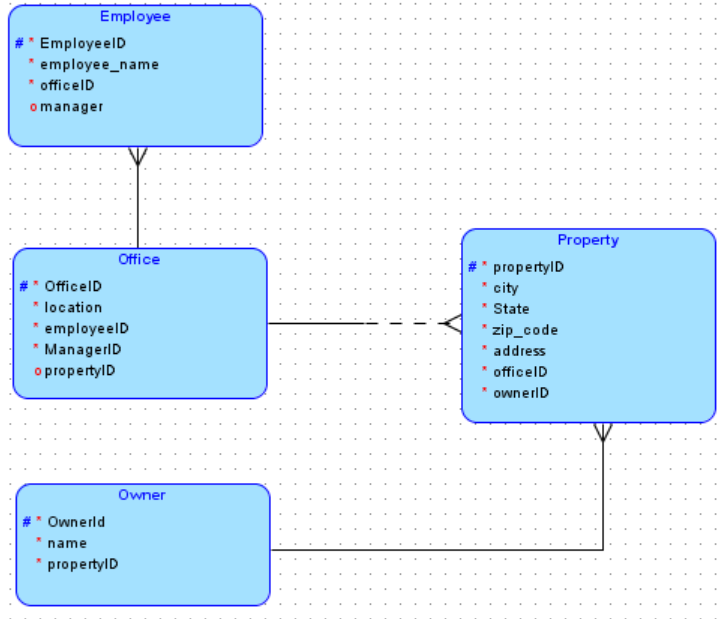 Employee
# * EmployeeID
* employee_name
* officeID
o manager
Office
# * OfficeID
* location
* employeeID
* ManagerID
o propertyID
Property
# * propertyID
* city
* State
* zip_code
* address
* officeID
* ownerID
Owner
# * OwnerId
* name
* propertyID